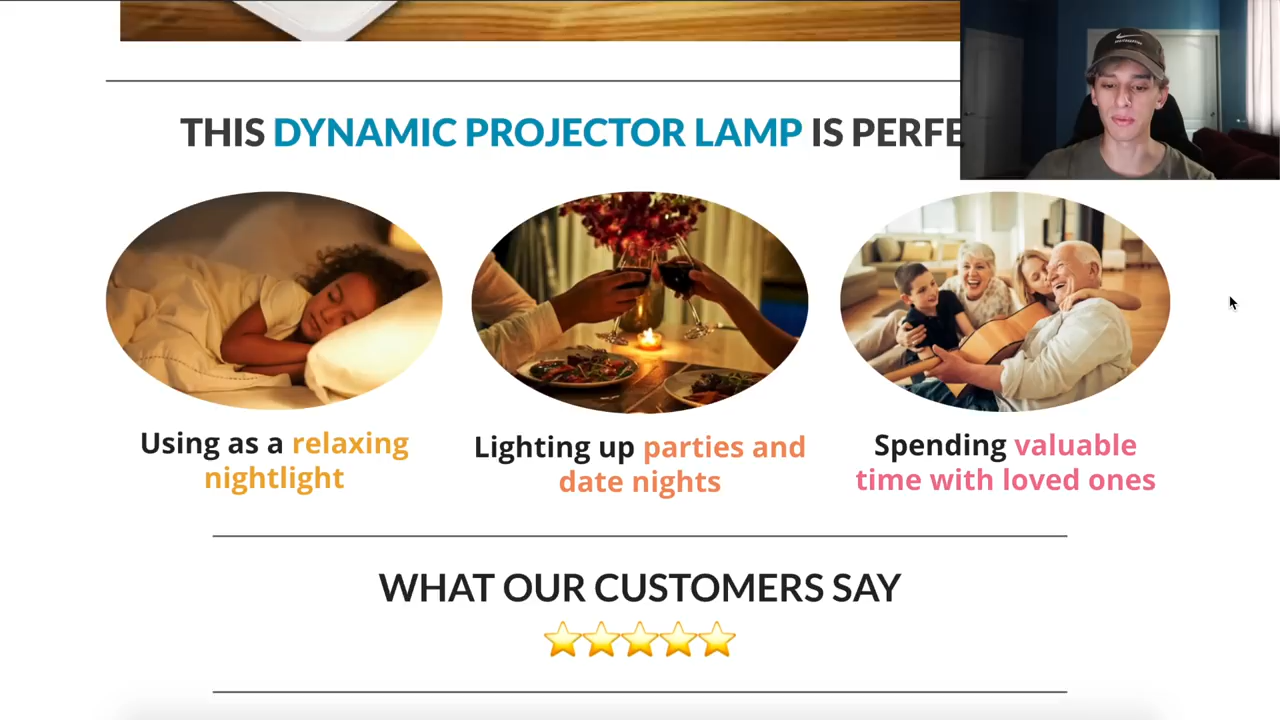 THIS DYNAMIC PROJECTOR LAMP IS PERFE
Using as a relaxing
nightlight
Lighting up parties and
date nights
Spending valuable
time with loved ones
WHAT OUR CUSTOMERS SAY